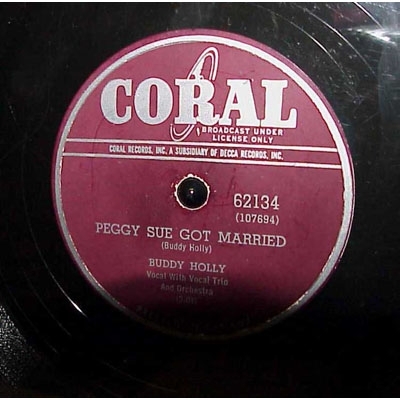 CORAL
BROADCAST UNDER
LICENSE ONLY
CORAL RECORDS, INC. A SUBSIDIARY OF DECCA RECORDS, INC.
62134
(107694)
PEGGY SUE GOT MARRIED
(Buddy Holly)
BUDDY HOLLY
Vocal With Vocal Trio
And Orchestra